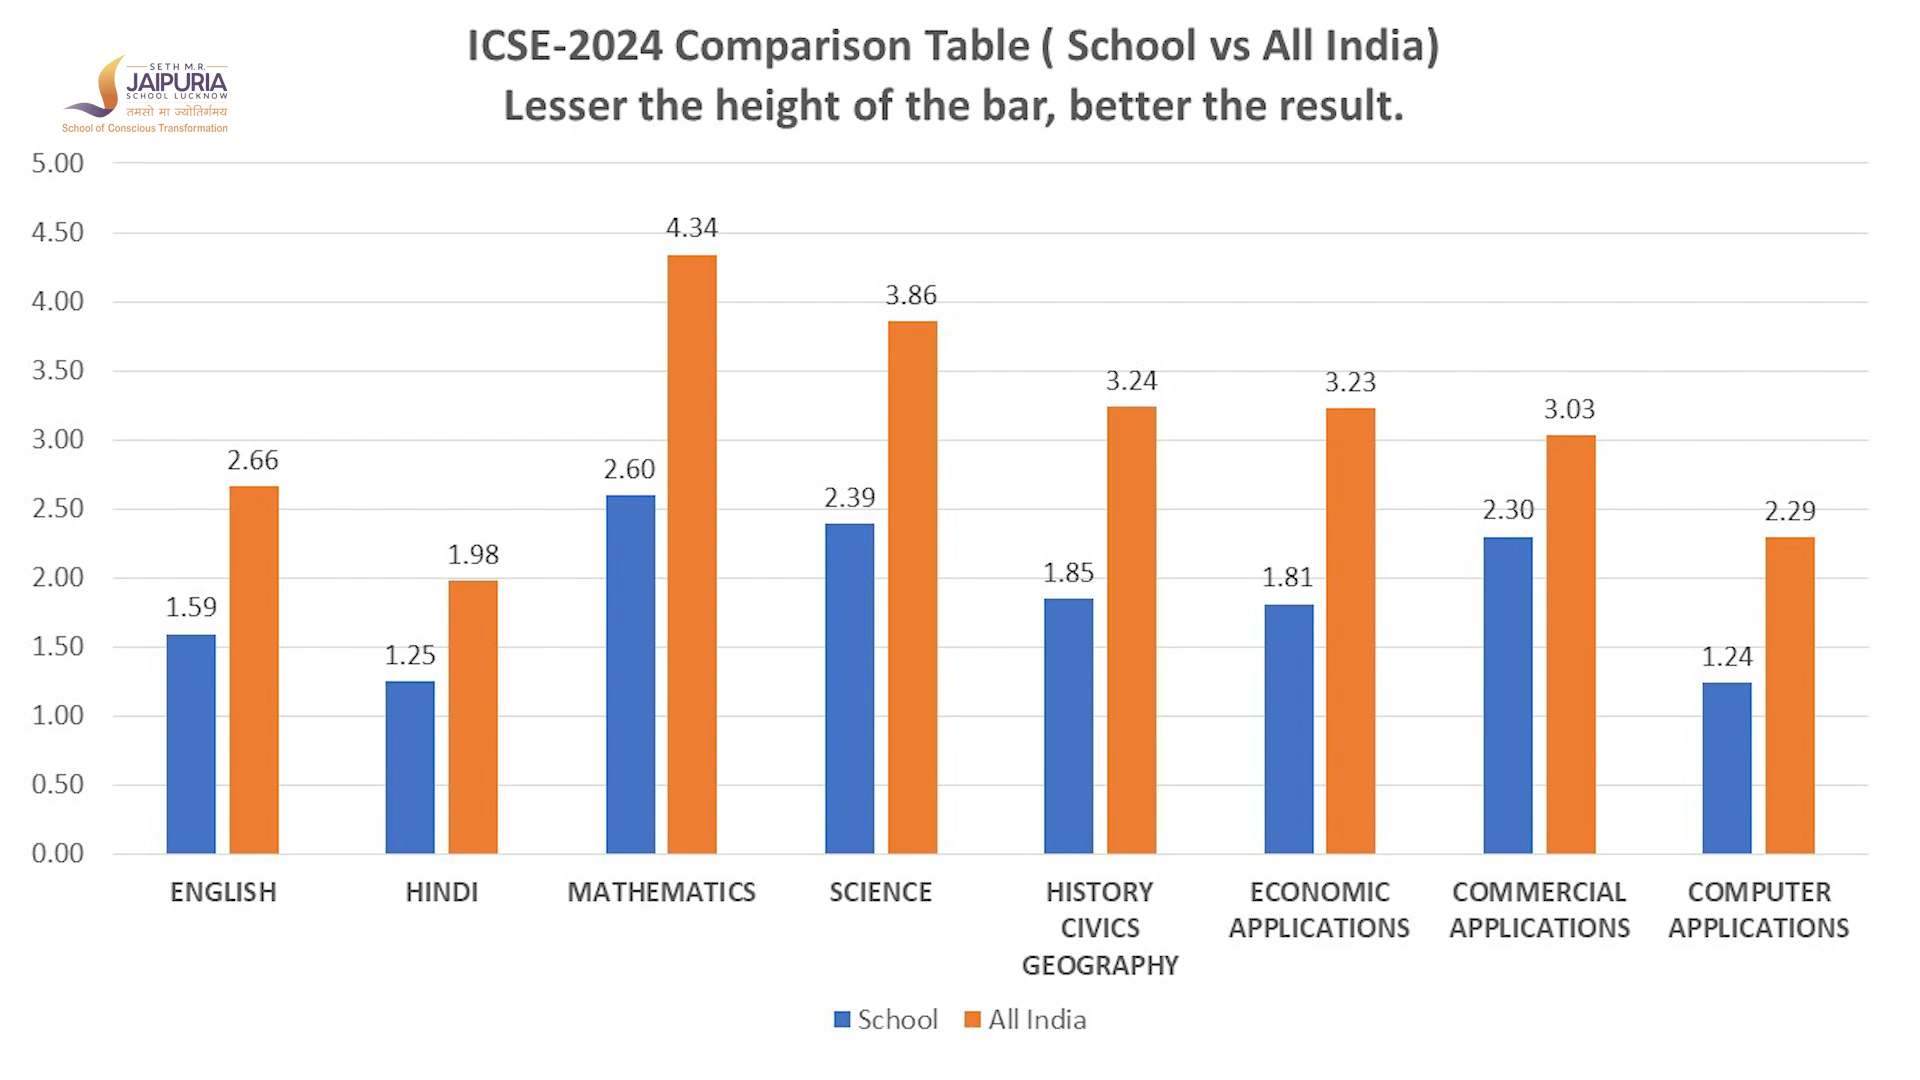 ICSE-2024 Comparison Table ( School vs All India)
Lesser the height of the bar, better the result.
SETH M.R.
JAIPURIA
SCHOOL LUCKNOW
तमसो मा ज्योतिर्गमय
School of Conscious Transformation
5.00
4.50
4.00
3.50
3.00
2.50
2.00
1.50
1.00
0.50
0.00
1.59
2.66
1.25
1.98
2.60
4.34
2.39
3.86
1.85
3.24
1.81
3.23
2.30
3.03
1.24
2.29
ENGLISH
HINDI
MATHEMATICS
SCIENCE
HISTORY
CIVICS
GEOGRAPHY
ECONOMIC
APPLICATIONS
COMMERCIAL
APPLICATIONS
COMPUTER
APPLICATIONS
School
All India